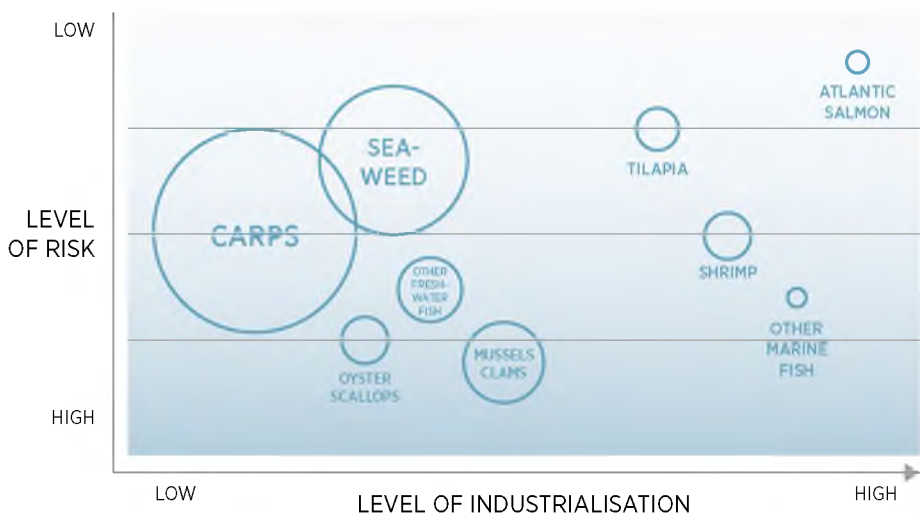 LOW
ATLANTIC
SALMON
SEA-
WEED
TILAPIA
LEVEL
OF RISK
CARPS
SHRIMP
OTHER
FRESH-
WATER
FISH
OTHER
MARINE
FISH
MUSSELS
CLAMS
OYSTER
SCALLOPS
HIGH
LOW
LEVEL OF INDUSTRIALISATION
HIGH